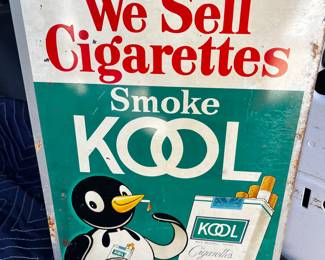 We Sell
Cigarettes
Smoke
KOOL
KOOL
Cigarettes